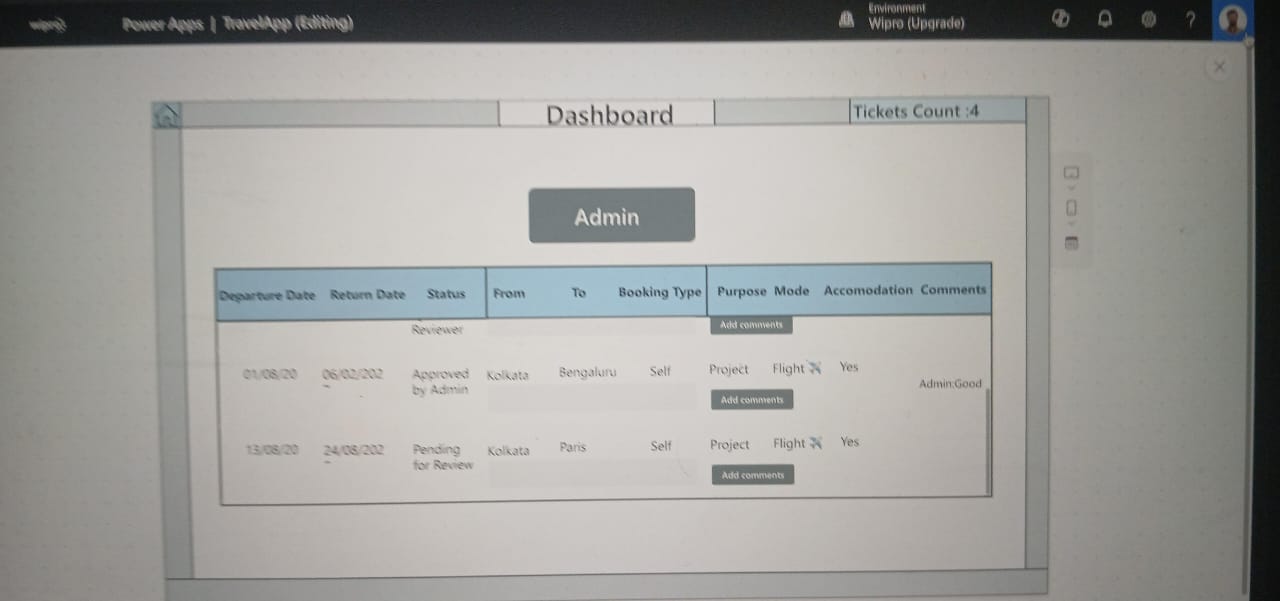 wipro
Power Apps | TravelApp (Editing)
Environment
Wipro (Upgrade)
?
Dashboard
Tickets Count :4
Admin
Departure Date Return Date Status From To Booking Type Purpose Mode Accomodation Comments
Reviewer
Add comments
01/08/20 06/02/202 Approved by Admin Kolkata Bengaluru Self Project Flight ✈ Yes
Admin:Good
Add comments
13/08/20 24/08/202 Pending for Review Kolkata Paris Self Project Flight ✈ Yes
Add comments